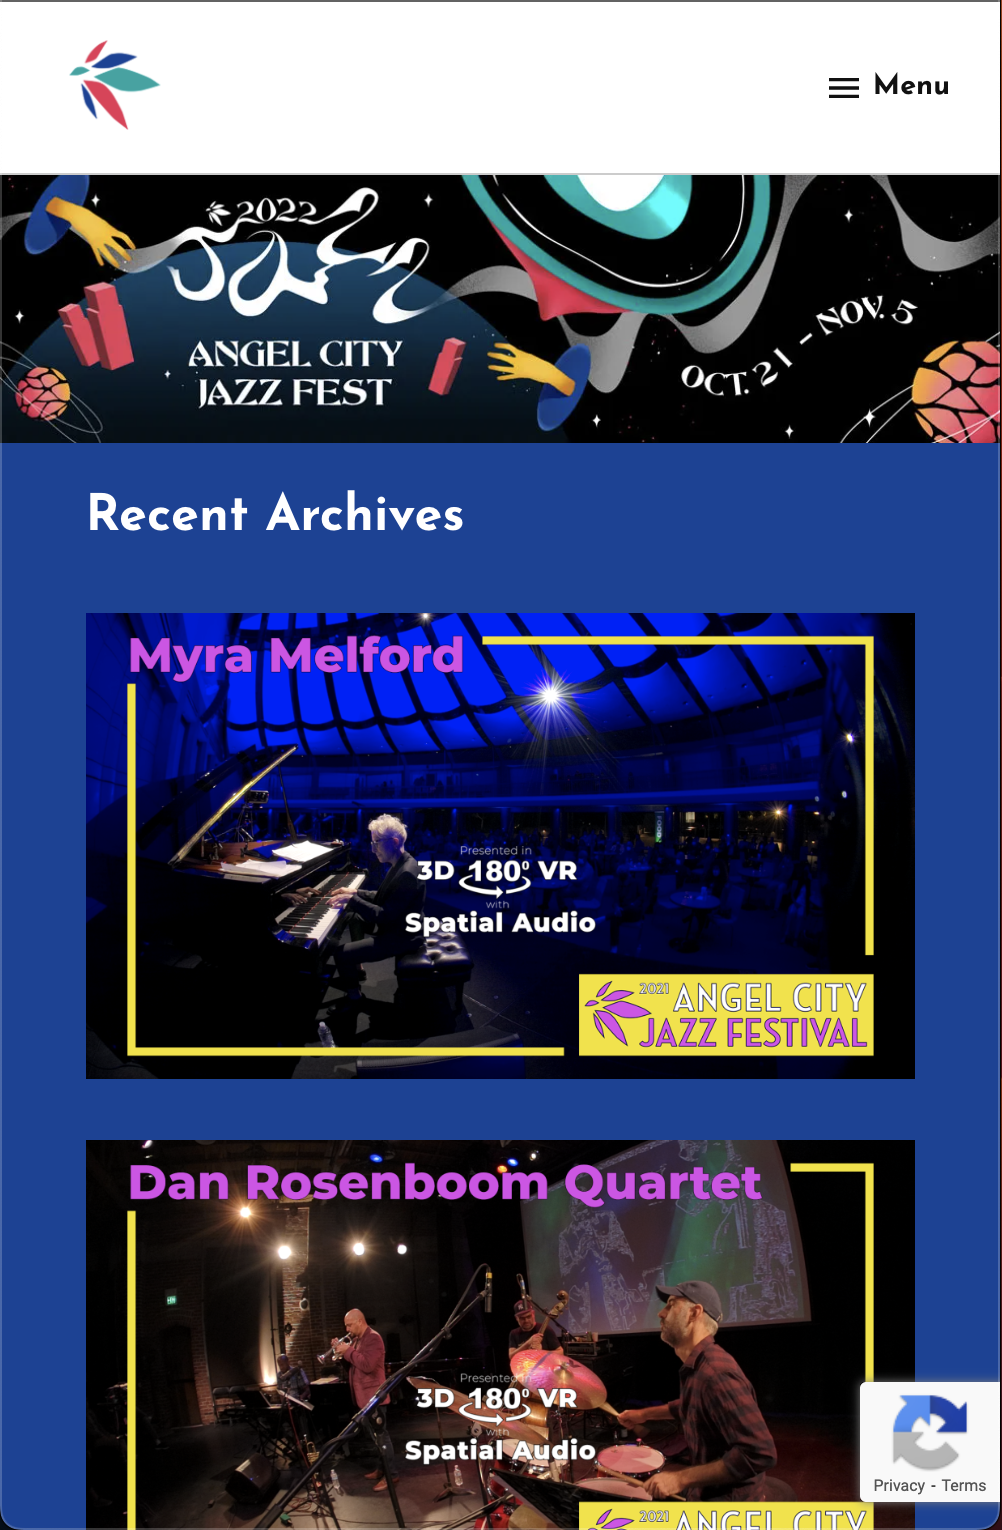 Menu
2022
Jazz
ANGEL CITY
JAZZ FEST
OCT. 21 - NOV. 5
Recent Archives
Myra Melford
Presented in
3D 180⁰ VR
with
Spatial Audio
2021 ANGEL CITY
JAZZ FESTIVAL
Dan Rosenboom Quartet
Presented in
3D 180⁰ VR
with
Spatial Audio
2021 ANGEL CITY
Privacy - Terms